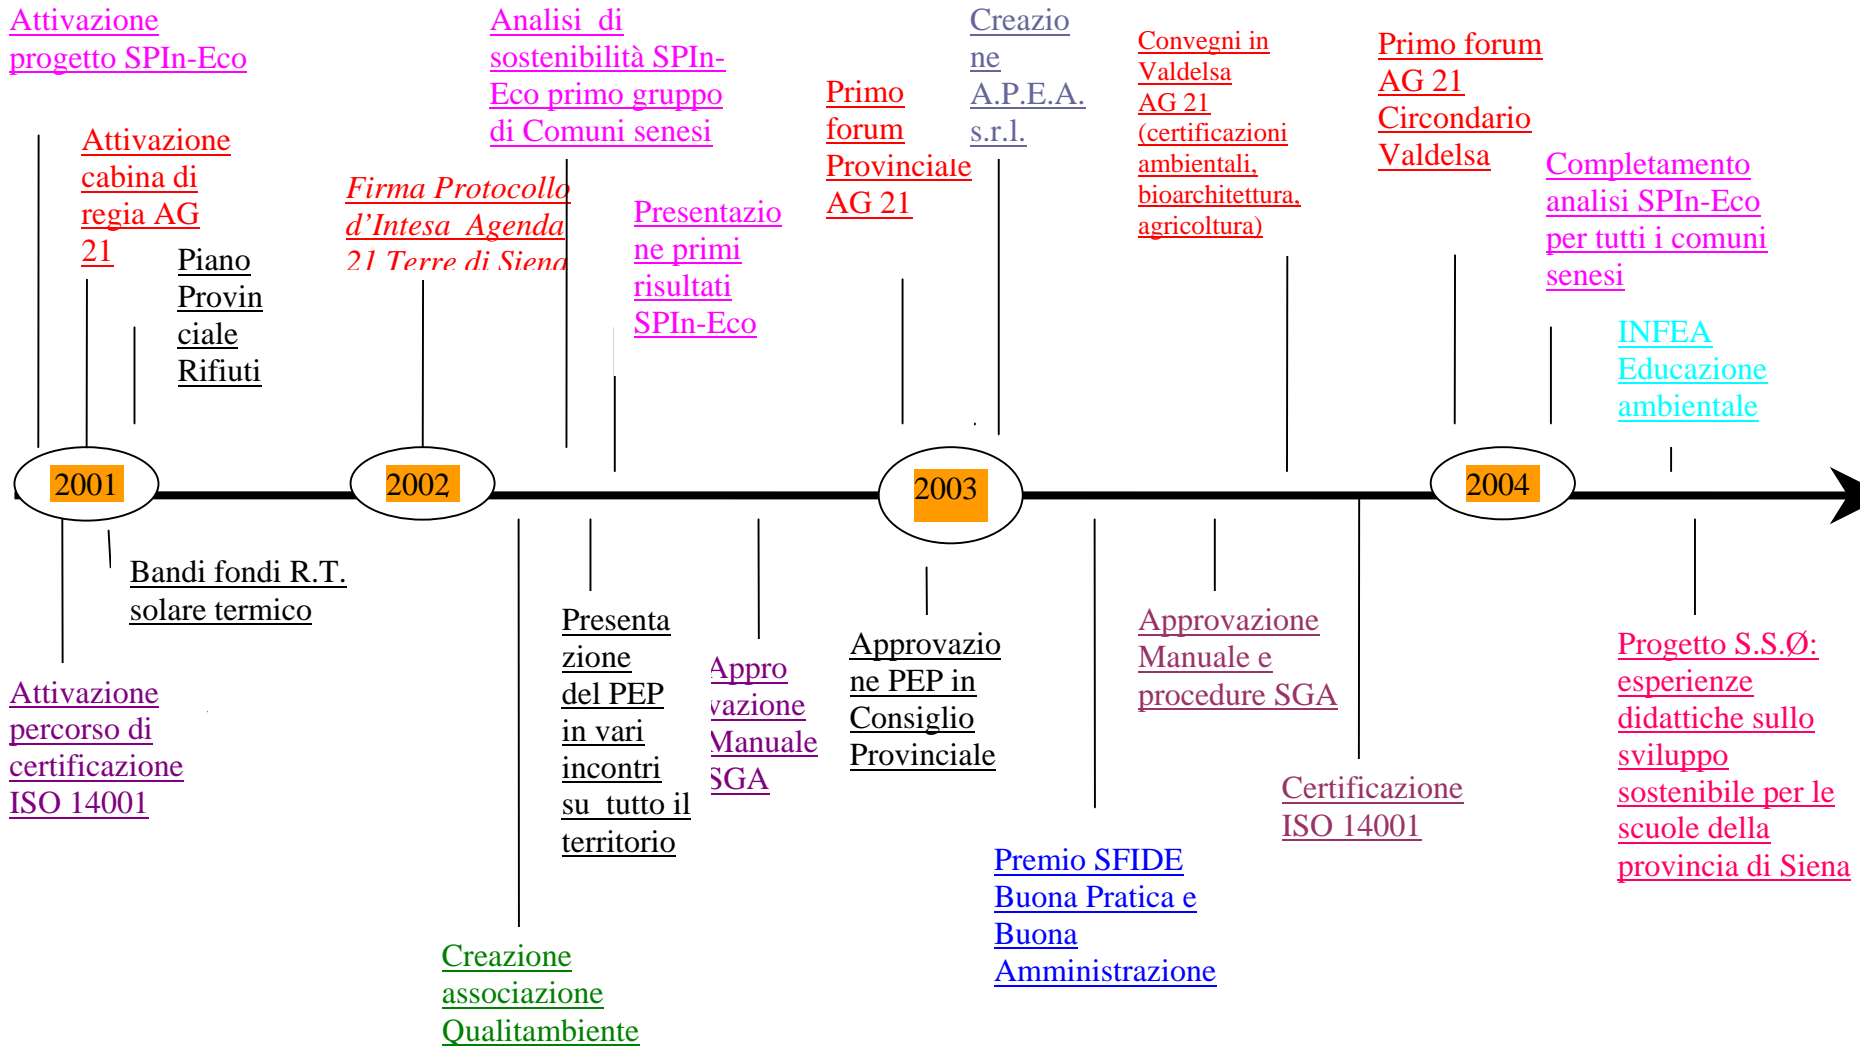 Attivazione
progetto SPIn-Eco
Attivazione
cabina di
regia AG
21
Piano
Provin
ciale
Rifiuti
Firma Protocollo
d’Intesa Agenda
21 Terre di Siena
Analisi di
sostenibilità SPIn-
Eco primo gruppo
di Comuni senesi
Presentazio
ne primi
risultati
SPIn-Eco
Primo
forum
Provinciale
AG 21
Creazio
ne
A.P.E.A.
s.r.l.
Convegni in
Valdelsa
AG 21
(certificazioni
ambientali,
bioarchitettura,
agricoltura)
Primo forum
AG 21
Circondario
Valdelsa
Completamento
analisi SPIn-Eco
per tutti i comuni
senesi
INFEA
Educazione
ambientale
2001
2002
2003
2004
Attivazione
percorso di
certificazione
ISO 14001
Bandi fondi R.T.
solare termico
Creazione
associazione
Qualitambiente
Presenta
zione
del PEP
in vari
incontri
su tutto il
territorio
Appro
vazione
Manuale
SGA
Approvazio
ne PEP in
Consiglio
Provinciale
Premio SFIDE
Buona Pratica e
Buona
Amministrazione
Approvazione
Manuale e
procedure SGA
Certificazione
ISO 14001
Progetto S.S.Ø:
esperienze
didattiche sullo
sviluppo
sostenibile per le
scuole della
provincia di Siena